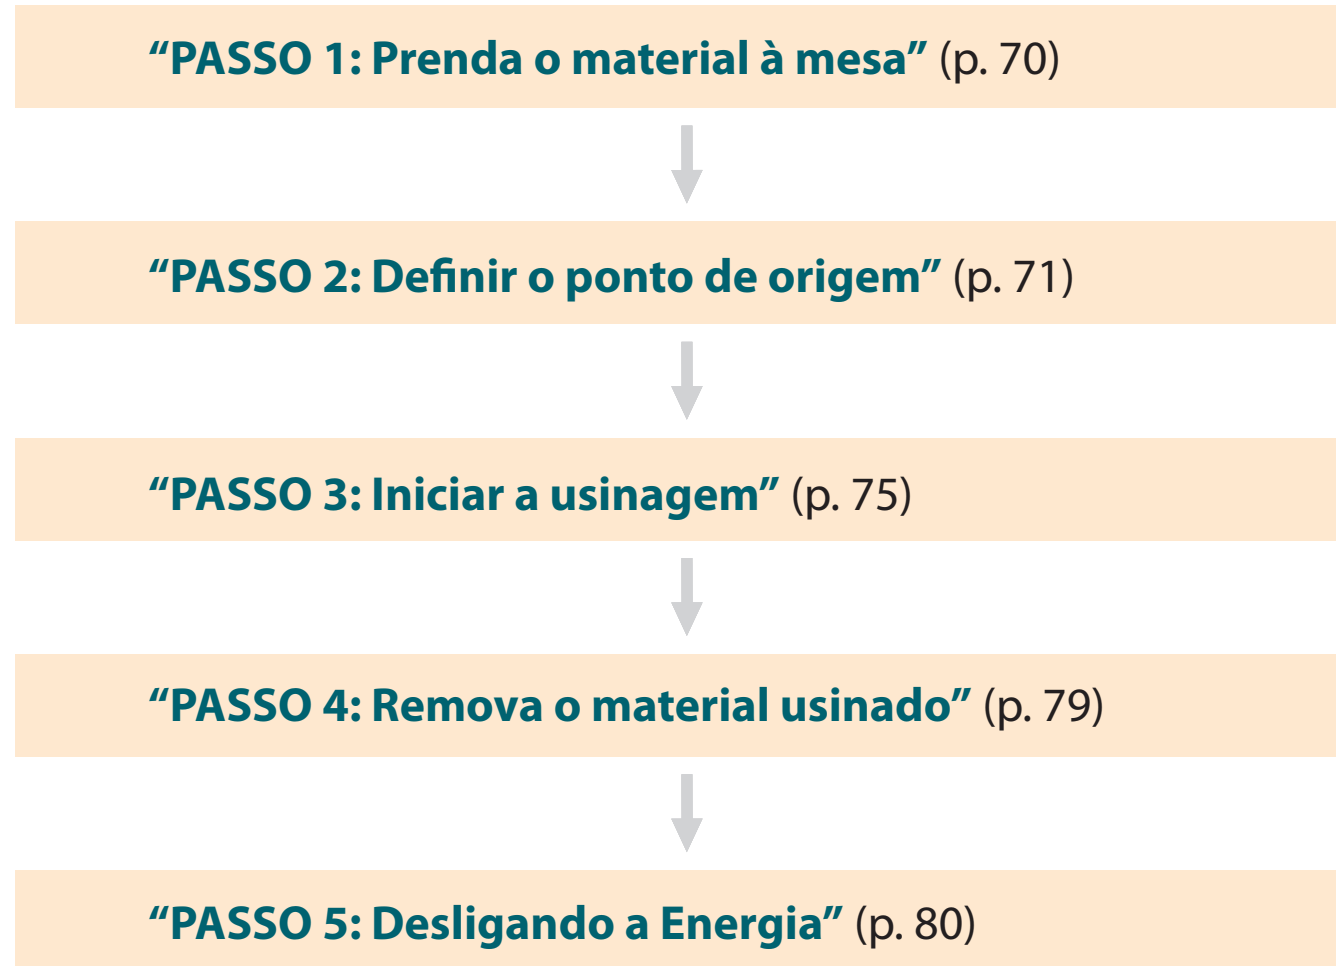 “PASSO 1: Prenda o material à mesa” (p. 70)
“PASSO 2: Definir o ponto de origem” (p. 71)
“PASSO 3: Iniciar a usinagem” (p. 75)
“PASSO 4: Remova o material usinado” (p. 79)
“PASSO 5: Desligando a Energia” (p. 80)